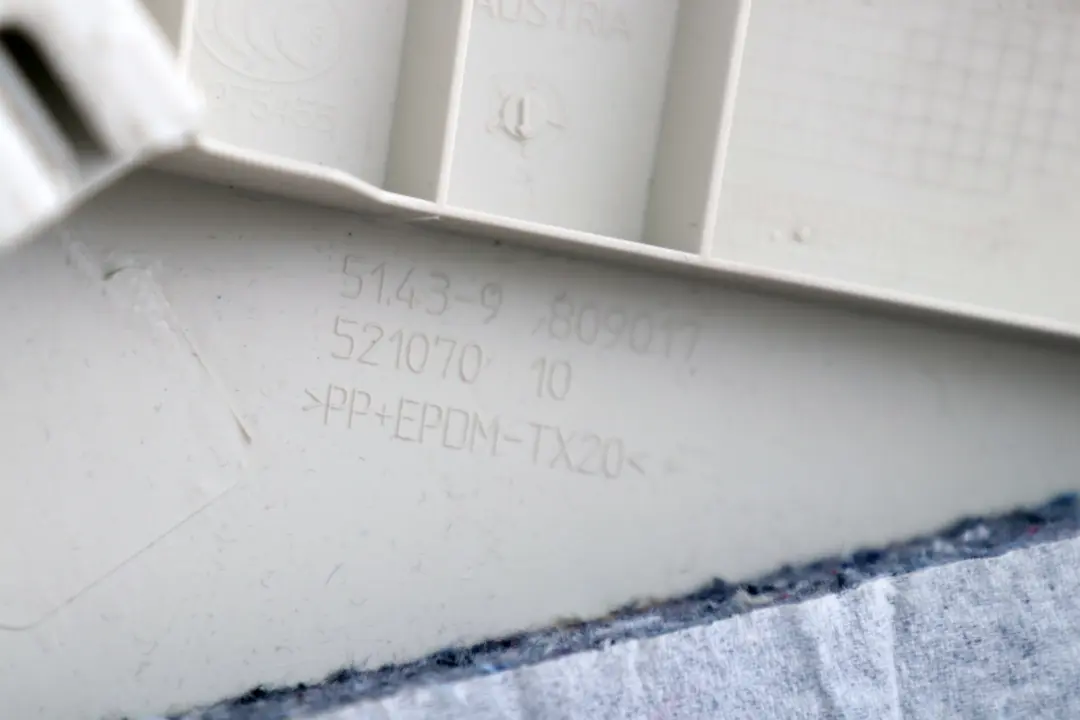 AUSTRIA
51.43-9 809017
521070 10
>PP+EPDM-TX20<